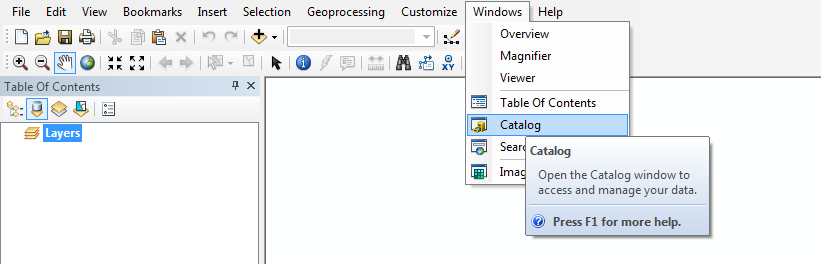 File Edit View Bookmarks Insert Selection Geoprocessing Customize Windows Help
Overview
Magnifier
Viewer
Table Of Contents
Table Of Contents
Layers
Catalog
Sear
Imag
Catalog
Open the Catalog window to
access and manage your data.
Press F1 for more help.
XY